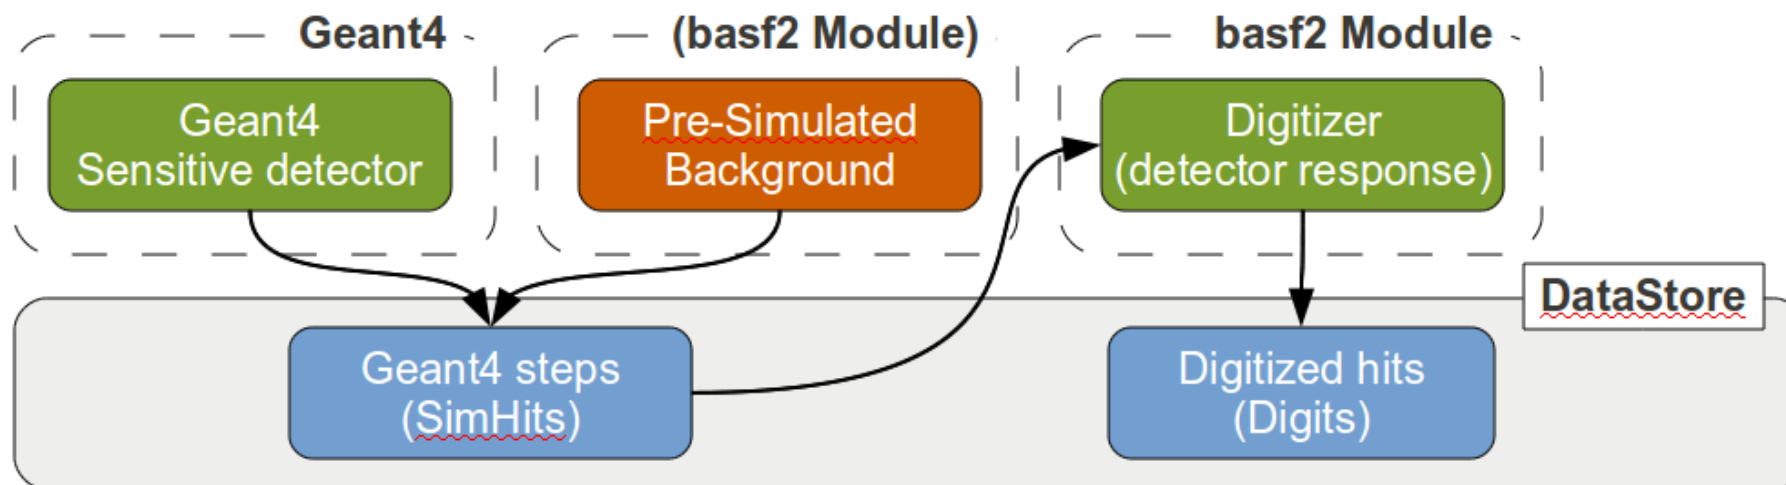 Geant4
(basf2 Module)
basf2 Module
Geant4
Sensitive detector
Pre-Simulated
Background
Digitizer
(detector response)
DataStore
Geant4 steps
(SimHits)
Digitized hits
(Digits)